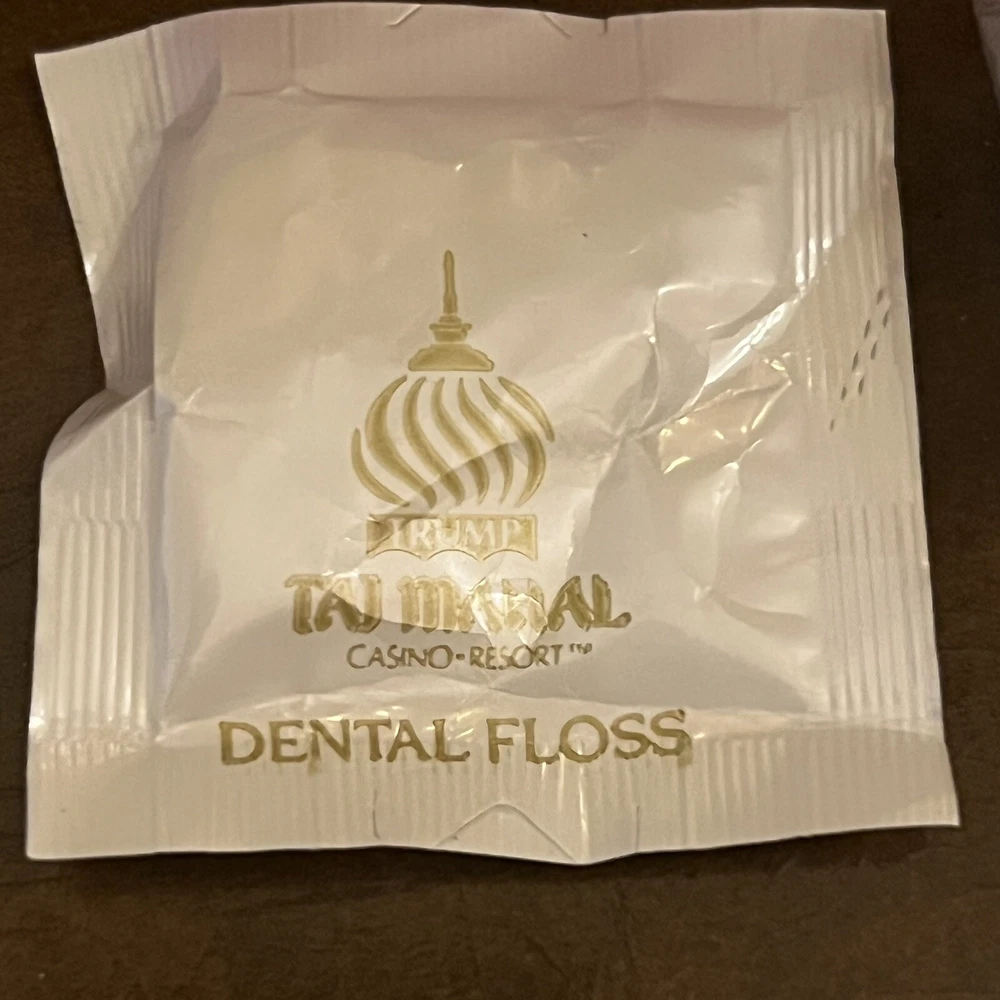 TRUMP
TAJ MAHAL
CASINO•RESORT™
DENTAL FLOSS